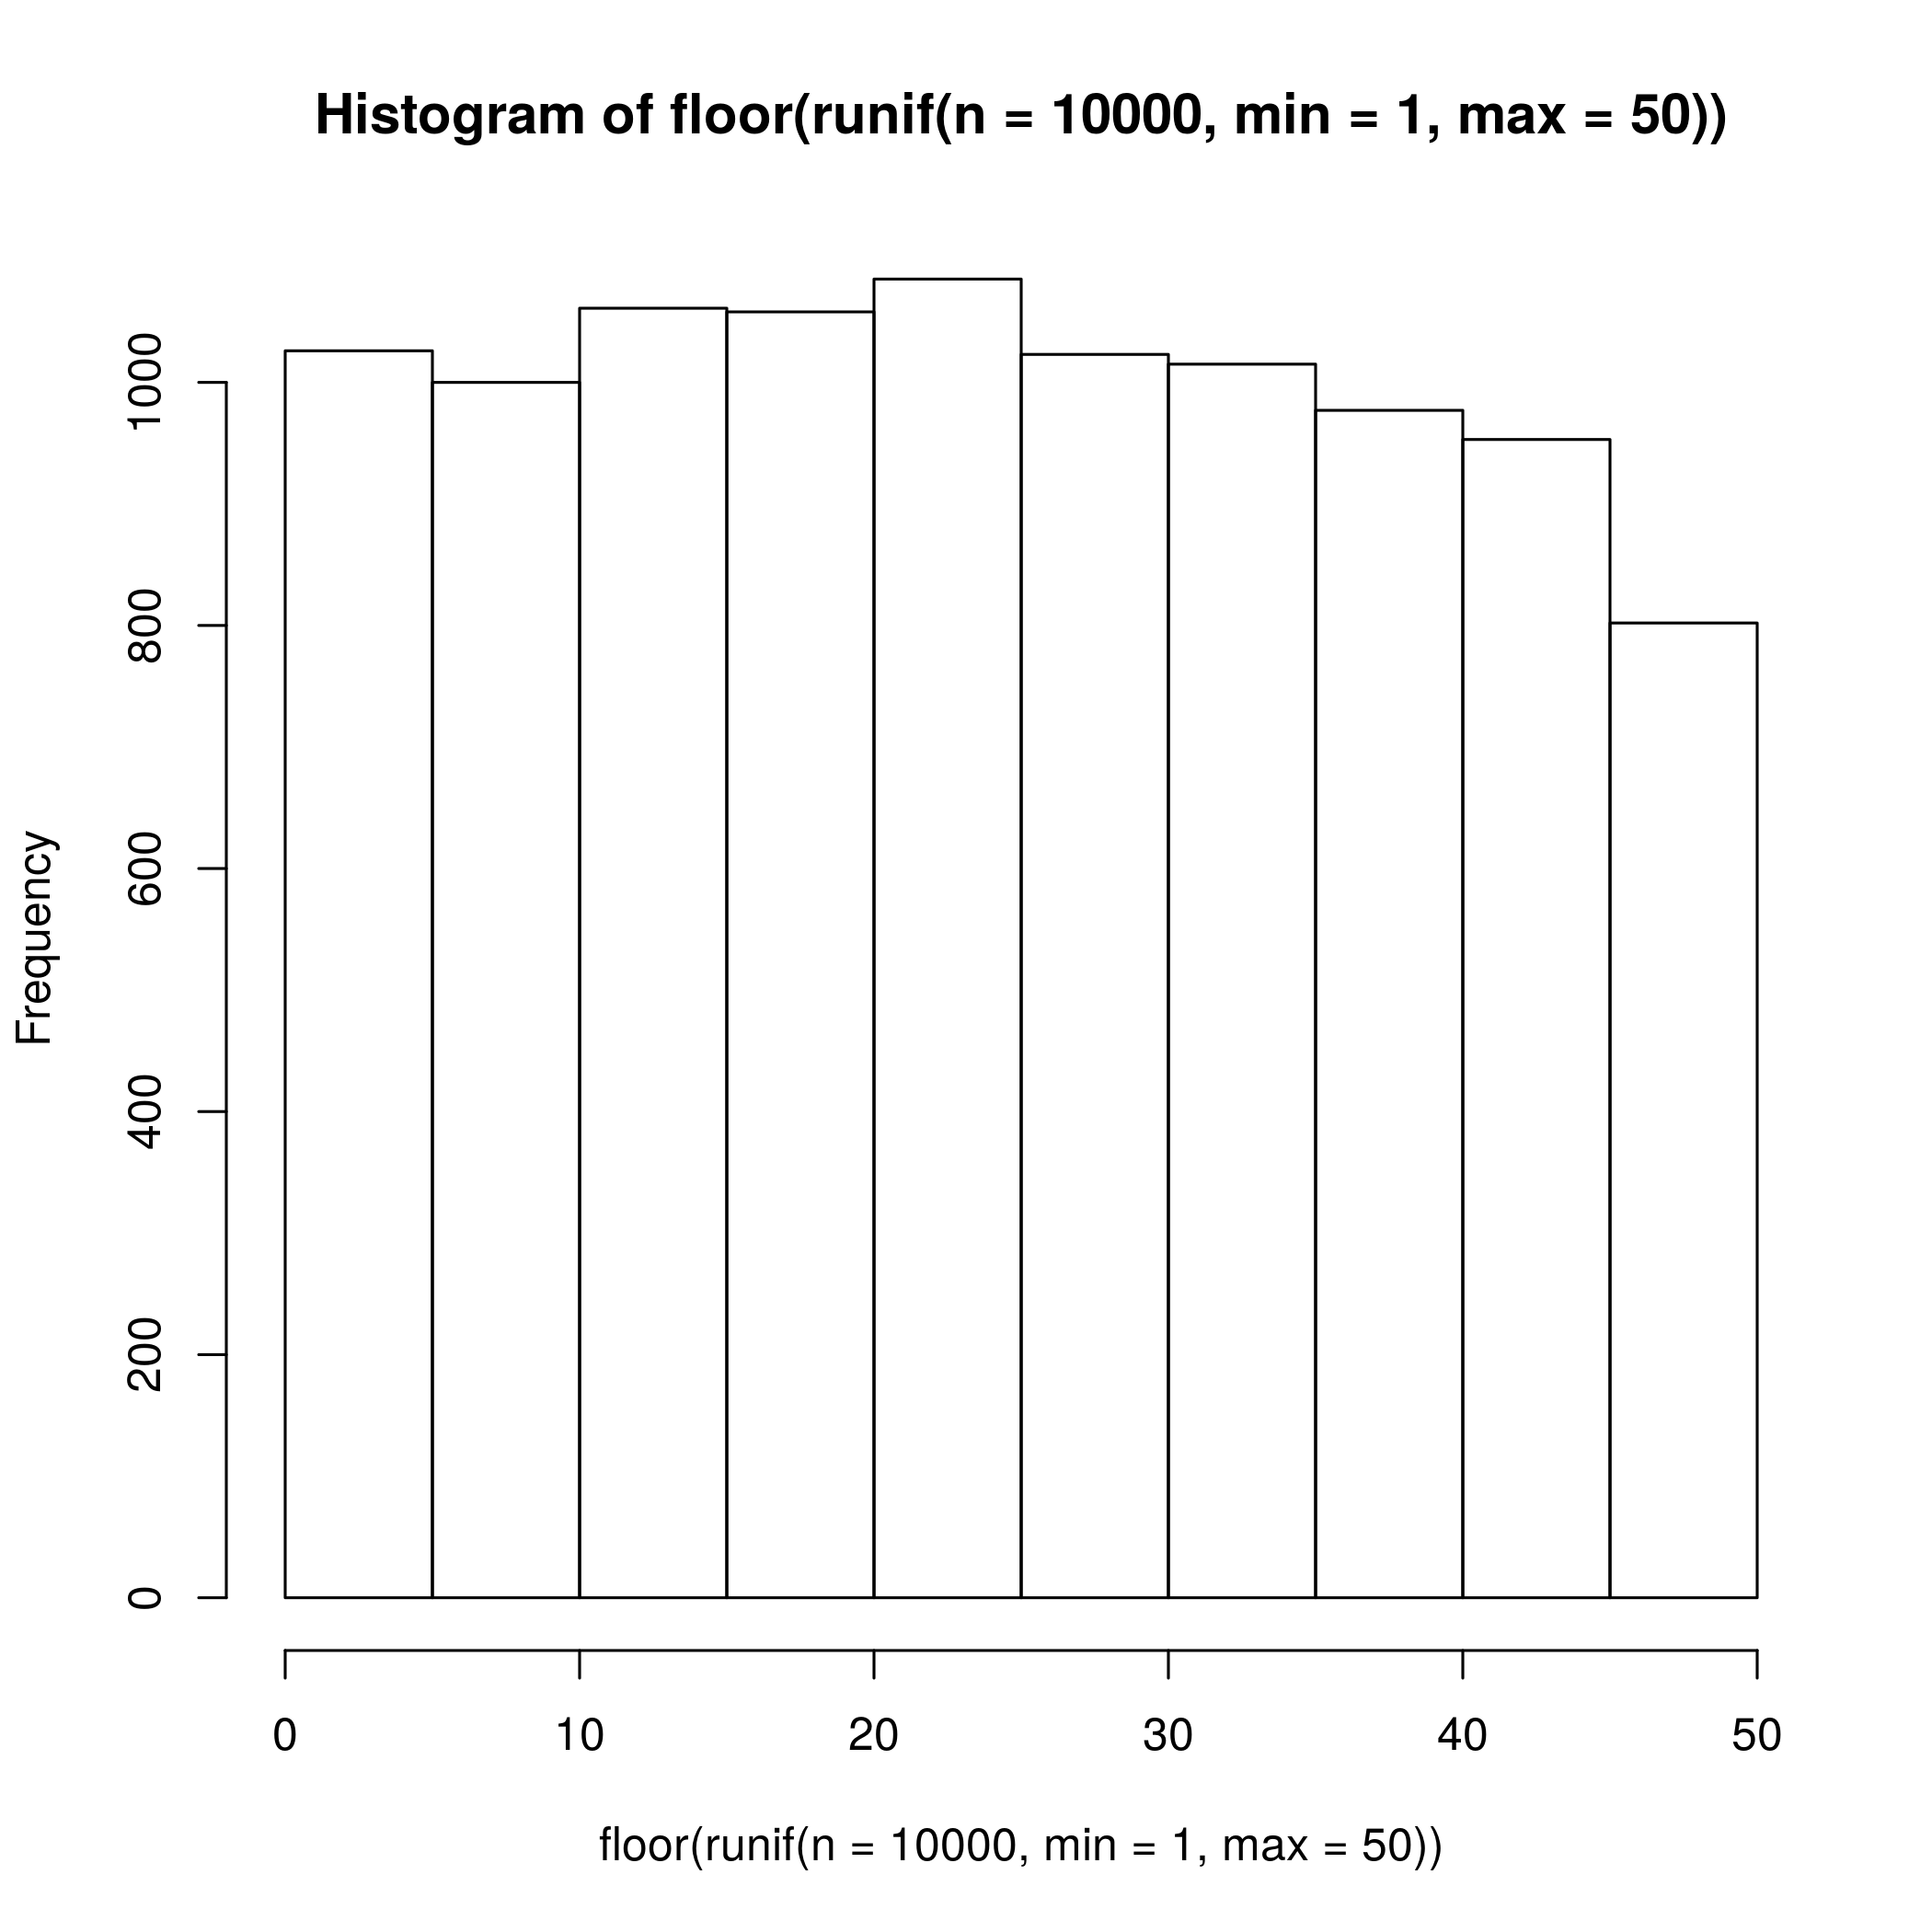 Histogram of floor(runif(n = 10000, min = 1, max = 50))
Frequency
1000
800
600
400
200
0
0 10 20 30 40 50
floor(runif(n = 10000, min = 1, max = 50))